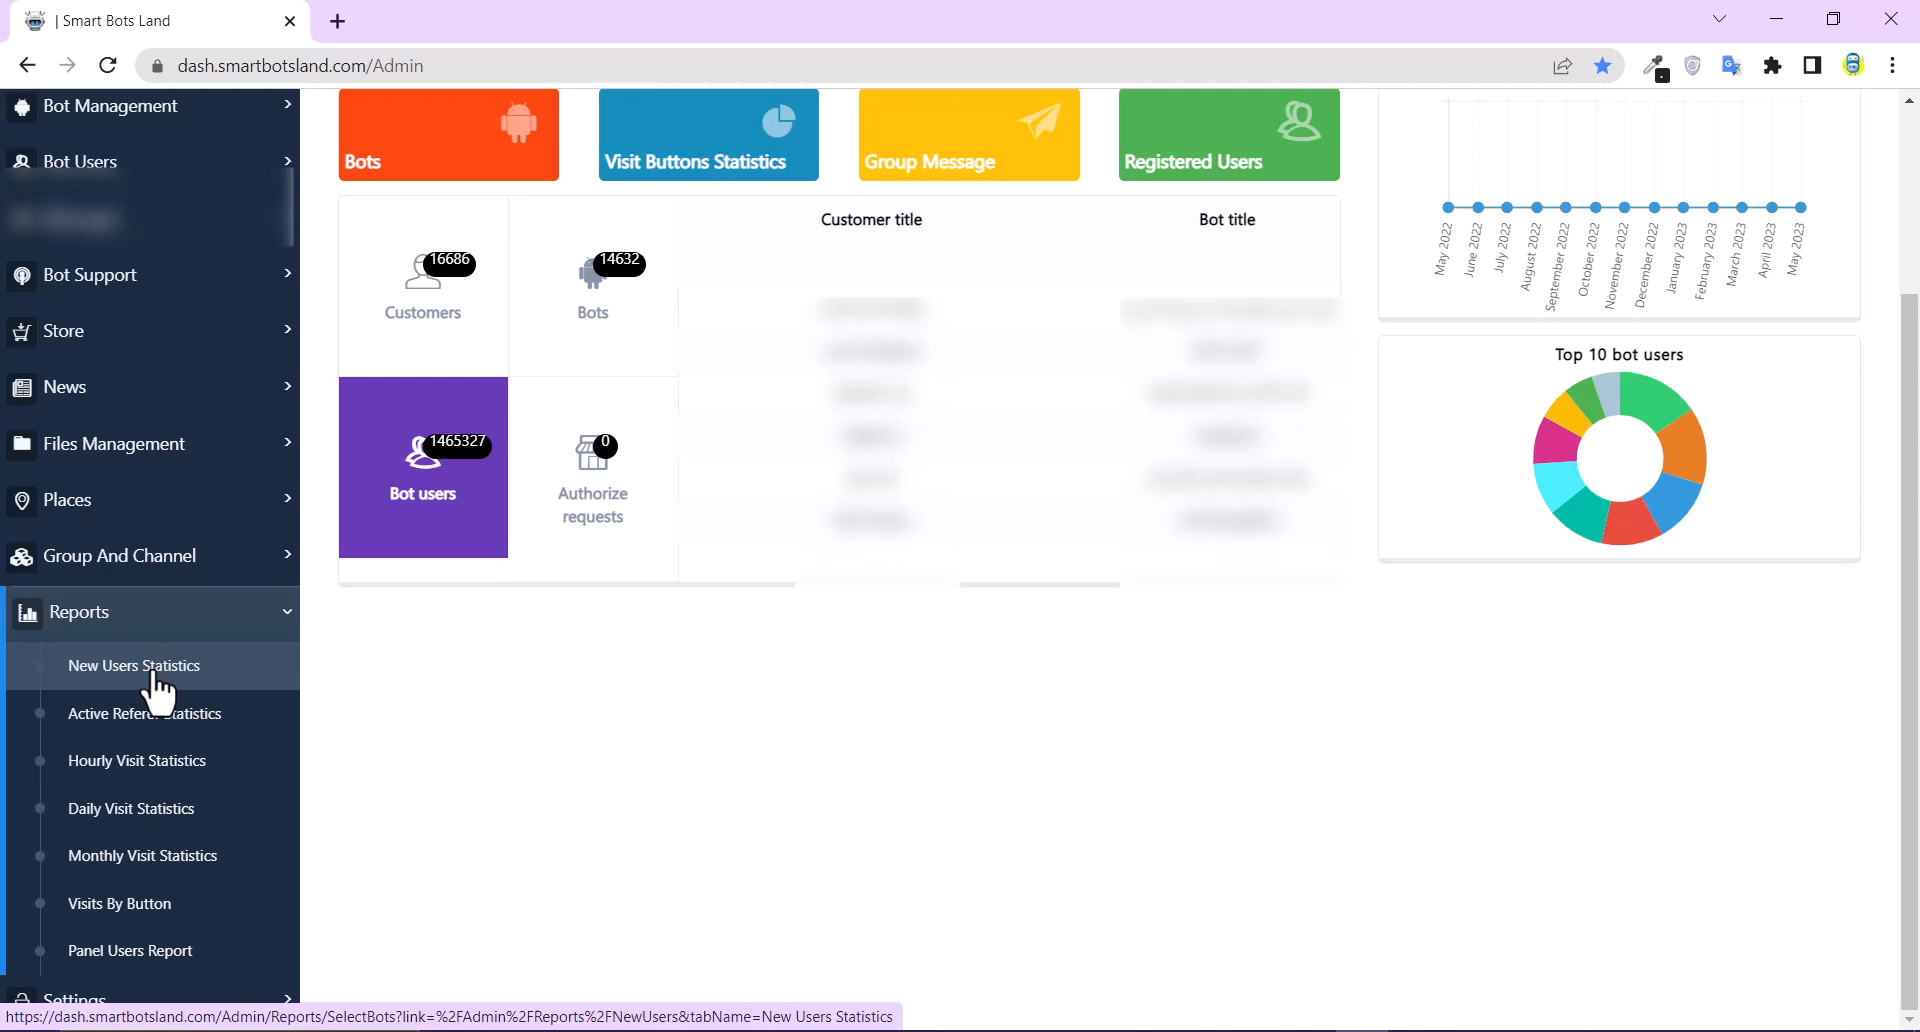 | Smart Bots Land
dash.smartbotsland.com/Admin
Bot Management
Bot Users
Bot Support
Store
News
Files Management
Places
Group And Channel
Reports
New Users Statistics
Active Referer Statistics
Hourly Visit Statistics
Daily Visit Statistics
Monthly Visit Statistics
Visits By Button
Panel Users Report
Settings
Bots
Visit Buttons Statistics
Group Message
Registered Users
16686
Customers
14632
Bots
1465327
Bot users
0
Authorize
requests
Customer title
Bot title
May 2022
June 2022
July 2022
August 2022
September 2022
October 2022
November 2022
December 2022
January 2023
February 2023
March 2023
April 2023
May 2023
Top 10 bot users
https://dash.smartbotsland.com/Admin/Reports/SelectBots?link=%2FAdmin%2FReports%2FNewUsers&tabName=New Users Statistics